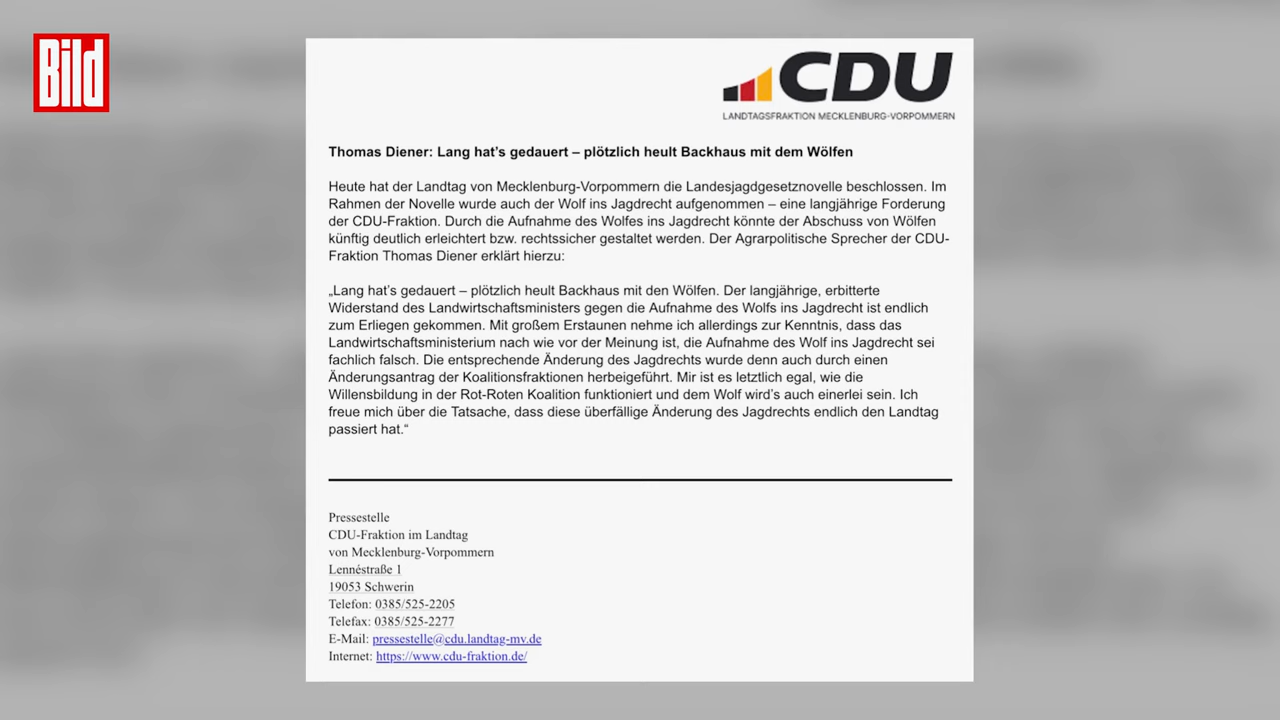 Bild
CDU
LANDTAGSFRAKTION MECKLENBURG-VORPOMMERN
Thomas Diener: Lang hat's gedauert – plötzlich heult Backhaus mit dem Wölfen
Heute hat der Landtag von Mecklenburg-Vorpommern die Landesjagdgesetznovelle beschlossen. Im
Rahmen der Novelle wurde auch der Wolf ins Jagdrecht aufgenommen – eine langjährige Forderung
der CDU-Fraktion. Durch die Aufnahme des Wolfes ins Jagdrecht könnte der Abschuss von Wölfen
künftig deutlich erleichtert bzw. rechtssicher gestaltet werden. Der Agrarpolitische Sprecher der CDU-
Fraktion Thomas Diener erklärt hierzu:
„Lang hat's gedauert – plötzlich heult Backhaus mit den Wölfen. Der langjährige, erbitterte
Widerstand des Landwirtschaftsministers gegen die Aufnahme des Wolfs ins Jagdrecht ist endlich
zum Erliegen gekommen. Mit großem Erstaunen nehme ich allerdings zur Kenntnis, dass das
Landwirtschaftsministerium nach wie vor der Meinung ist, die Aufnahme des Wolf ins Jagdrecht sei
fachlich falsch. Die entsprechende Änderung des Jagdrechts wurde denn auch durch einen
Änderungsantrag der Koalitionsfraktionen herbeigeführt. Mir ist es letztlich egal, wie die
Willensbildung in der Rot-Roten Koalition funktioniert und dem Wolf wird's auch einerlei sein. Ich
freue mich über die Tatsache, dass diese überfällige Änderung des Jagdrechts endlich den Landtag
passiert hat.“
Pressestelle
CDU-Fraktion im Landtag
von Mecklenburg-Vorpommern
Lennéstraße 1
19053 Schwerin
Telefon: 0385/525-2205
Telefax: 0385/525-2277
E-Mail: pressestelle@cdu.landtag-mv.de
Internet: https://www.cdu-fraktion.de/